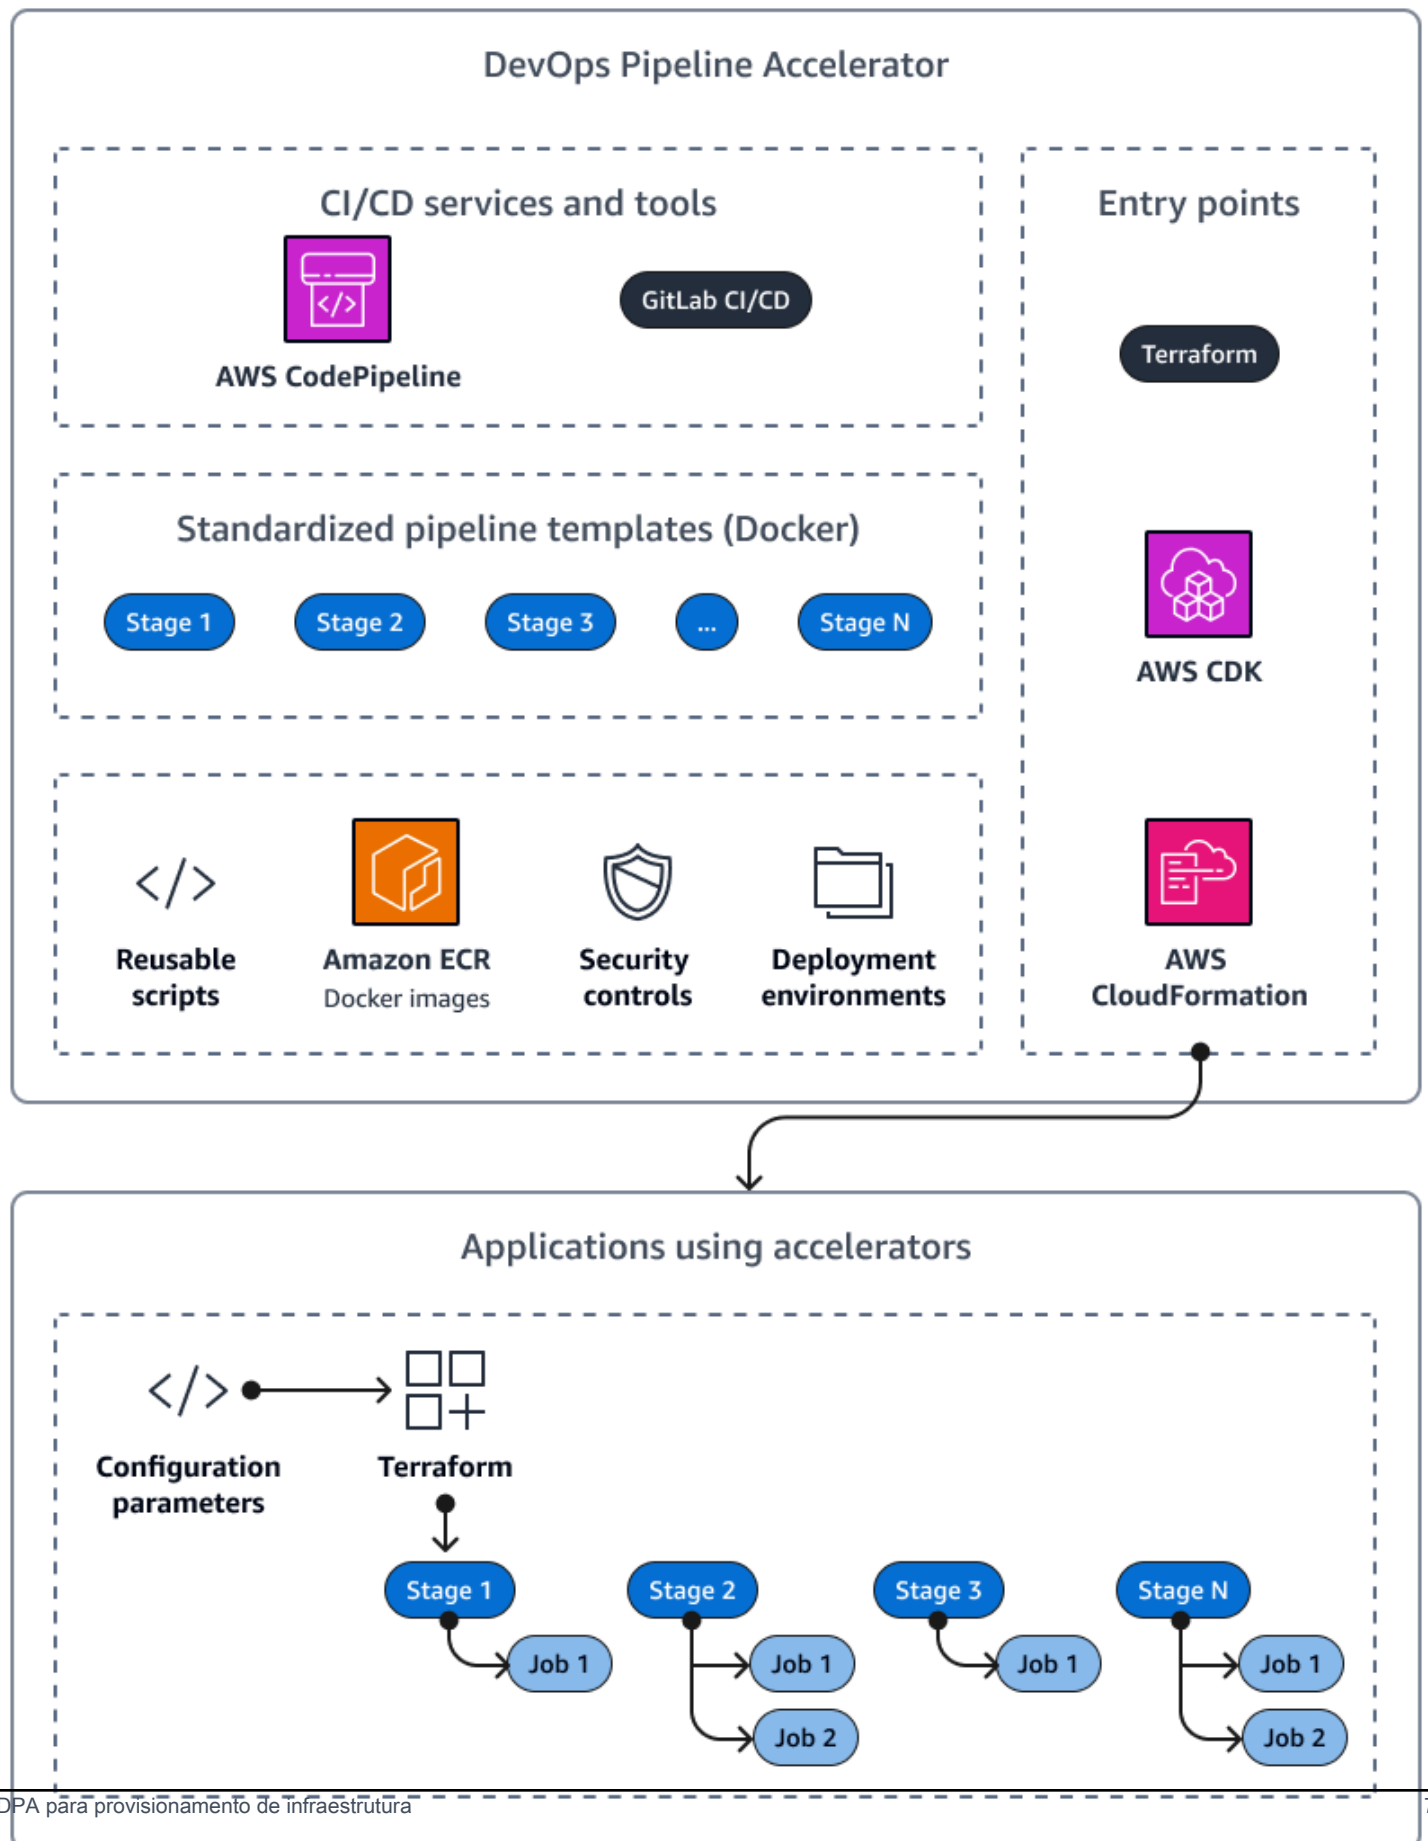 DevOps Pipeline Accelerator
CI/CD services and tools
AWS CodePipeline
GitLab CI/CD
Standardized pipeline templates (Docker)
Stage 1
Stage 2
Stage 3
...
Stage N
Reusable
scripts
Amazon ECR
Docker images
Security
controls
Deployment
environments
Entry points
Terraform
AWS CDK
AWS
CloudFormation
Applications using accelerators
Configuration
parameters
Terraform
Stage 1
Job 1
Stage 2
Job 1
Job 2
Stage 3
Job 1
Stage N
Job 1
Job 2
DPA para provisionamento de infraestrutura